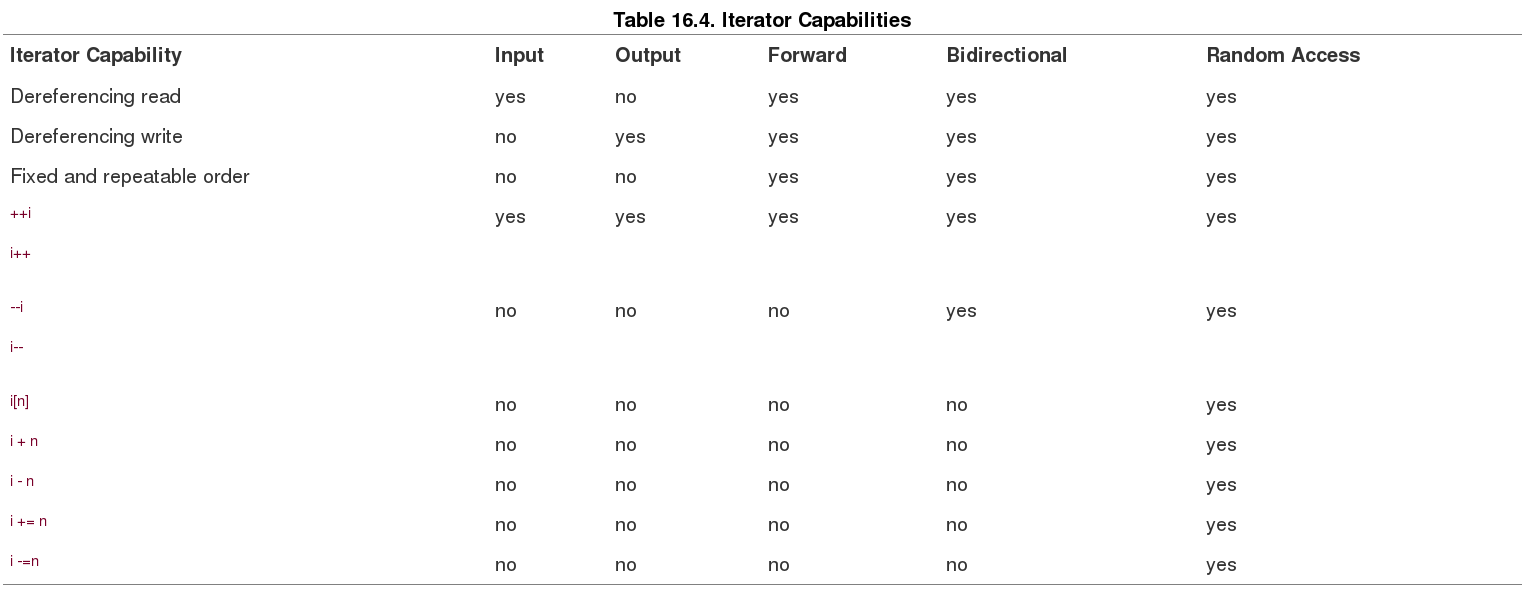 Table 16.4. Iterator Capabilities
Iterator Capability Input Output Forward Bidirectional Random Access
Dereferencing read yes no yes yes yes
Dereferencing write no yes yes yes yes
Fixed and repeatable order no no yes yes yes
++i yes yes yes yes yes
i++
--i no no no yes yes
i--
i[n] no no no no yes
i + n no no no no yes
i - n no no no no yes
i += n no no no no yes
i -=n no no no no yes